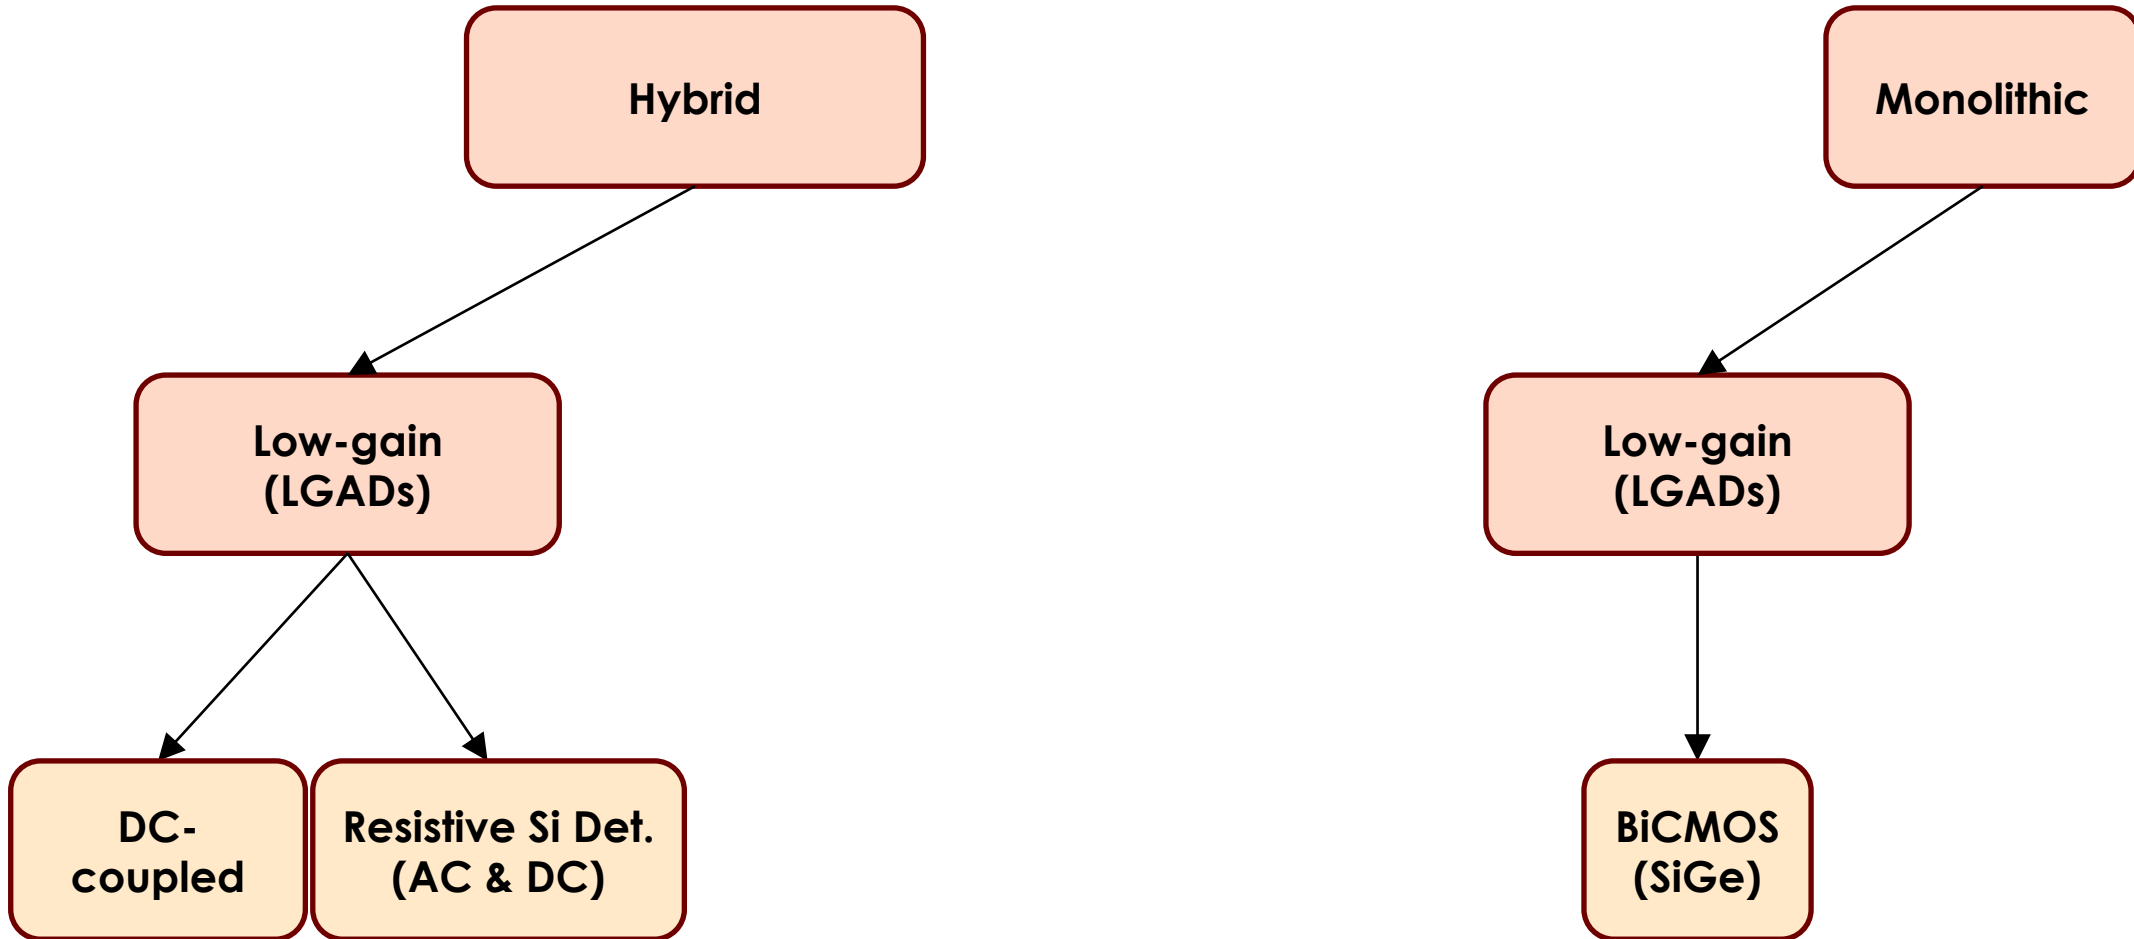 Hybrid
Monolithic
Low-gain
(LGADs)
Low-gain
(LGADs)
DC-
coupled
Resistive Si Det.
(AC & DC)
BiCMOS
(SiGe)